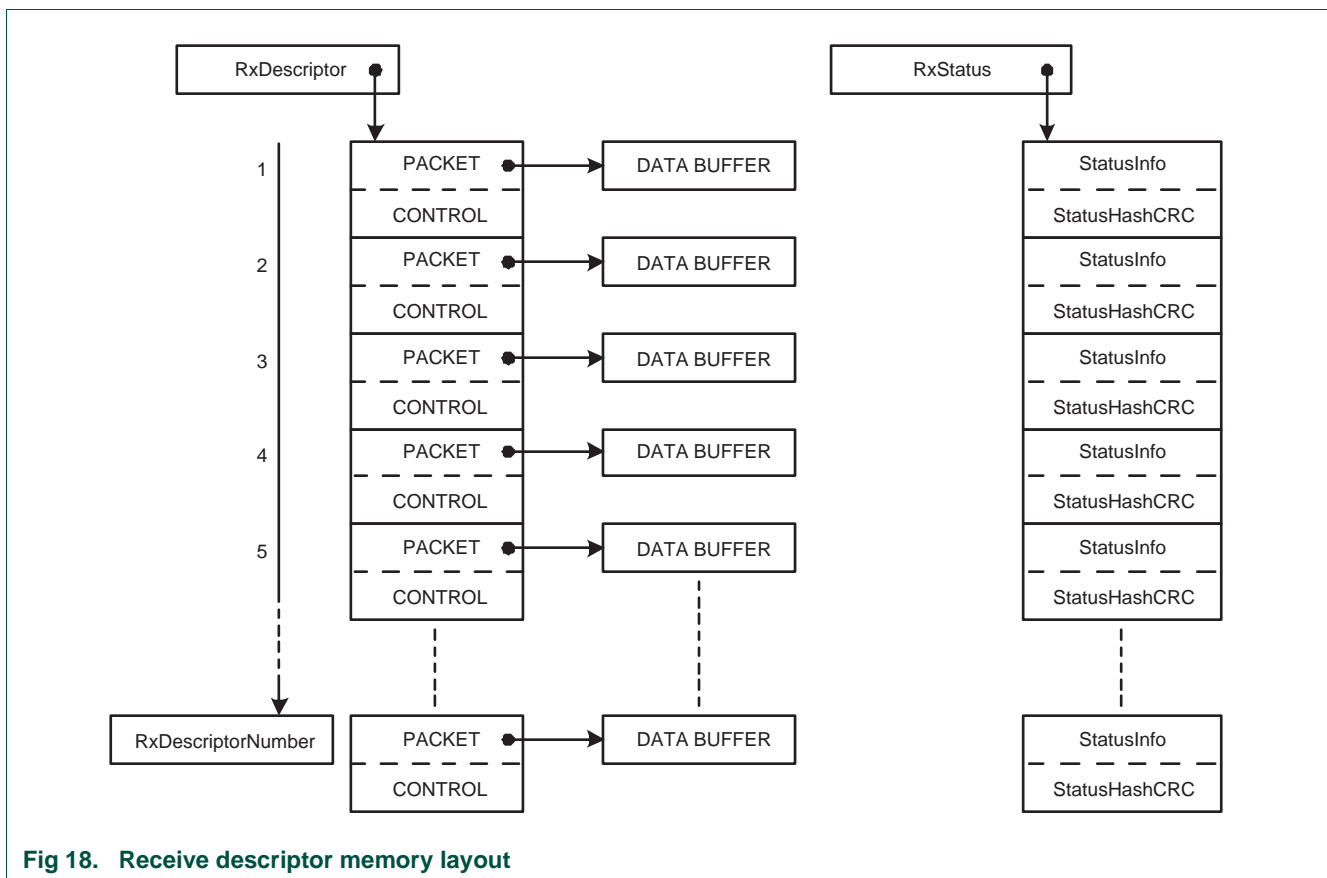 RxDescriptor
RxStatus
1
PACKET
DATA BUFFER
StatusInfo
CONTROL
StatusHashCRC
2
PACKET
DATA BUFFER
StatusInfo
CONTROL
StatusHashCRC
3
PACKET
DATA BUFFER
StatusInfo
CONTROL
StatusHashCRC
4
PACKET
DATA BUFFER
StatusInfo
CONTROL
StatusHashCRC
5
PACKET
DATA BUFFER
StatusInfo
CONTROL
StatusHashCRC
RxDescriptorNumber
PACKET
DATA BUFFER
StatusInfo
CONTROL
StatusHashCRC
Fig 18. Receive descriptor memory layout